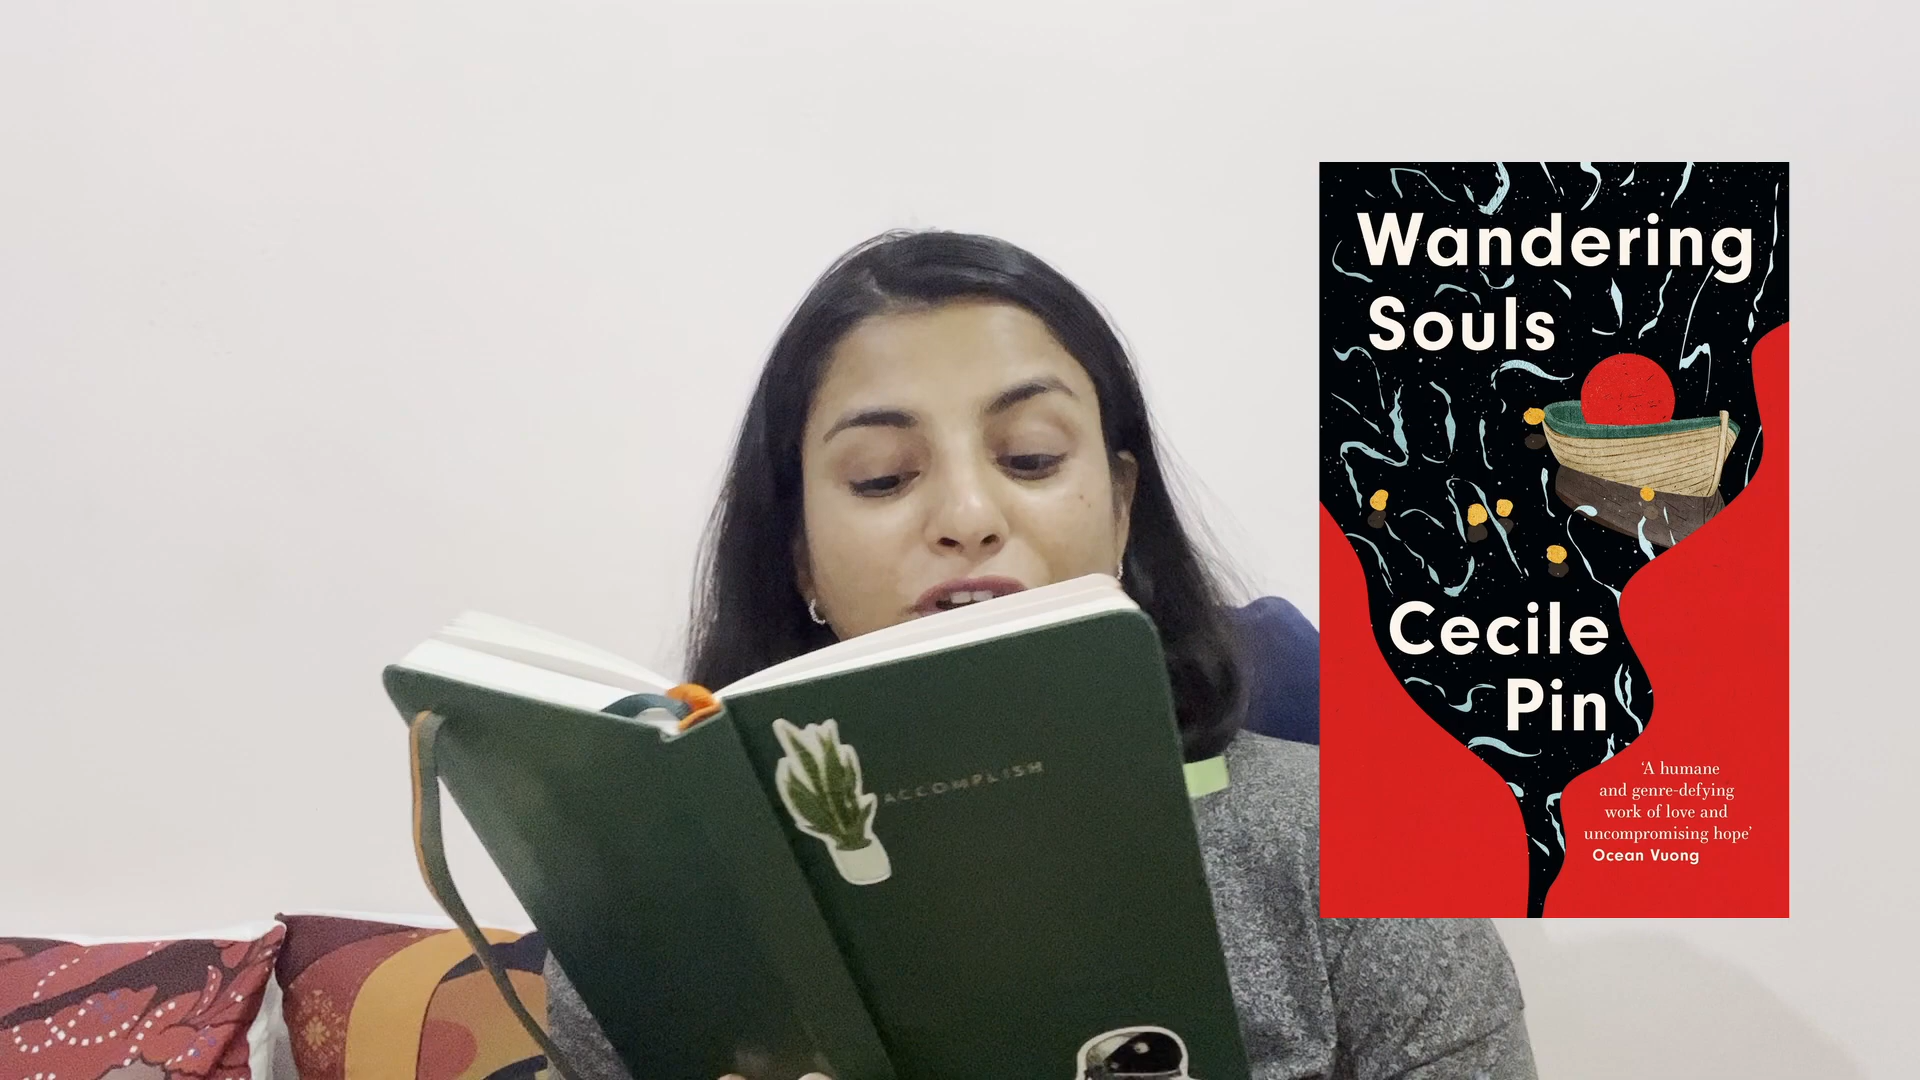 Wandering
Souls
Cecile
Pin
‘A humane
and genre-defying
work of love and
uncompromising hope’
Ocean Vuong
ACCOMPLISH